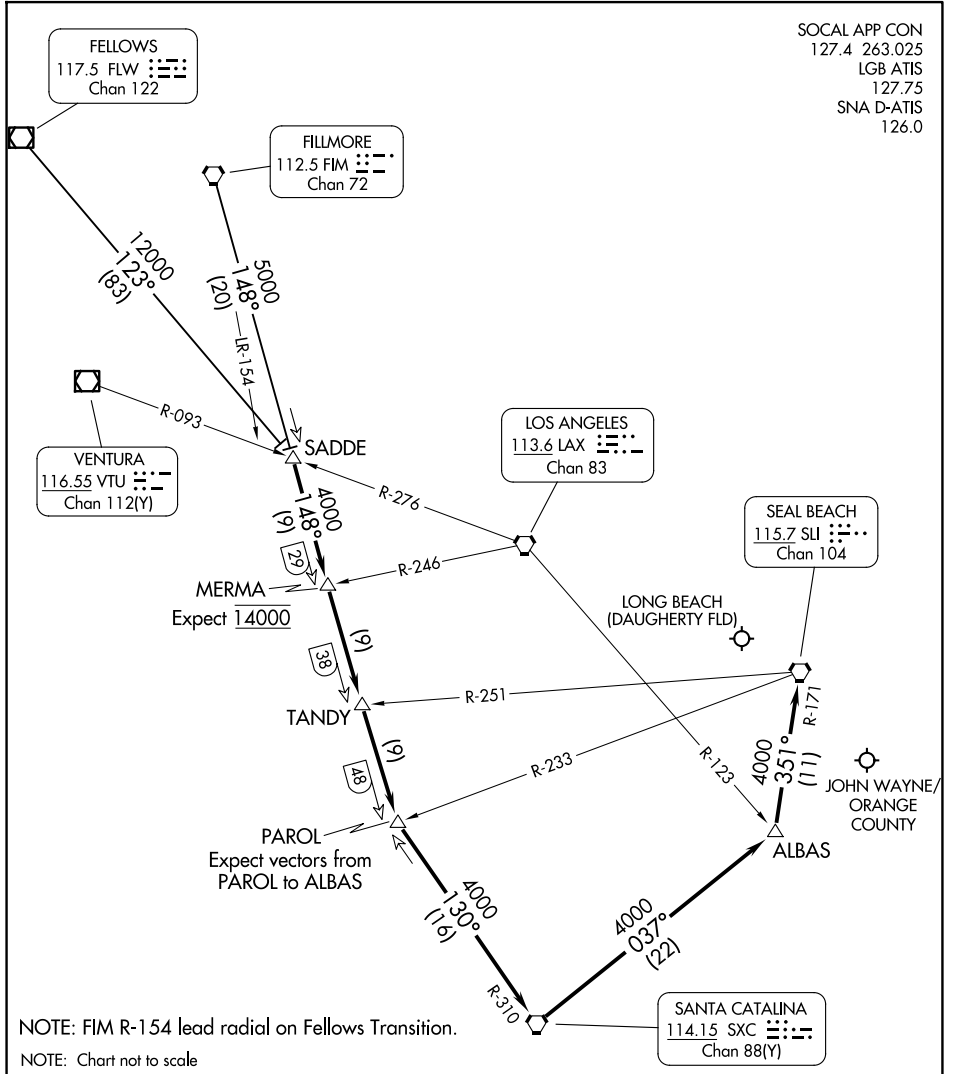 SOCAL APP CON
127.4 263.025
LGB ATIS
127.75
SNA D-ATIS
126.0
FELLOWS
117.5 FLW
Chan 122
FILLMORE
112.5 FIM
Chan 72
12000
123°
(83)
5000
148°
(20)
LR-154
R-093
VENTURA
116.55 VTU
Chan 112(Y)
SADDE
LOS ANGELES
113.6 LAX
Chan 83
R-276
4000
148°
(9)
29
R-246
MERMA
Expect 14000
SEAL BEACH
115.7 SLI
Chan 104
LONG BEACH
(DAUGHERTY FLD)
(9)
38
TANDY
R-251
R-171
(9)
48
R-233
R-123
4000
351°
(11)
JOHN WAYNE/
ORANGE
COUNTY
PAROL
Expect vectors from
PAROL to ALBAS
ALBAS
4000
130°
(16)
4000
037°
(22)
R-310
SANTA CATALINA
114.15 SXC
Chan 88(Y)
NOTE: FIM R-154 lead radial on Fellows Transition.
NOTE: Chart not to scale